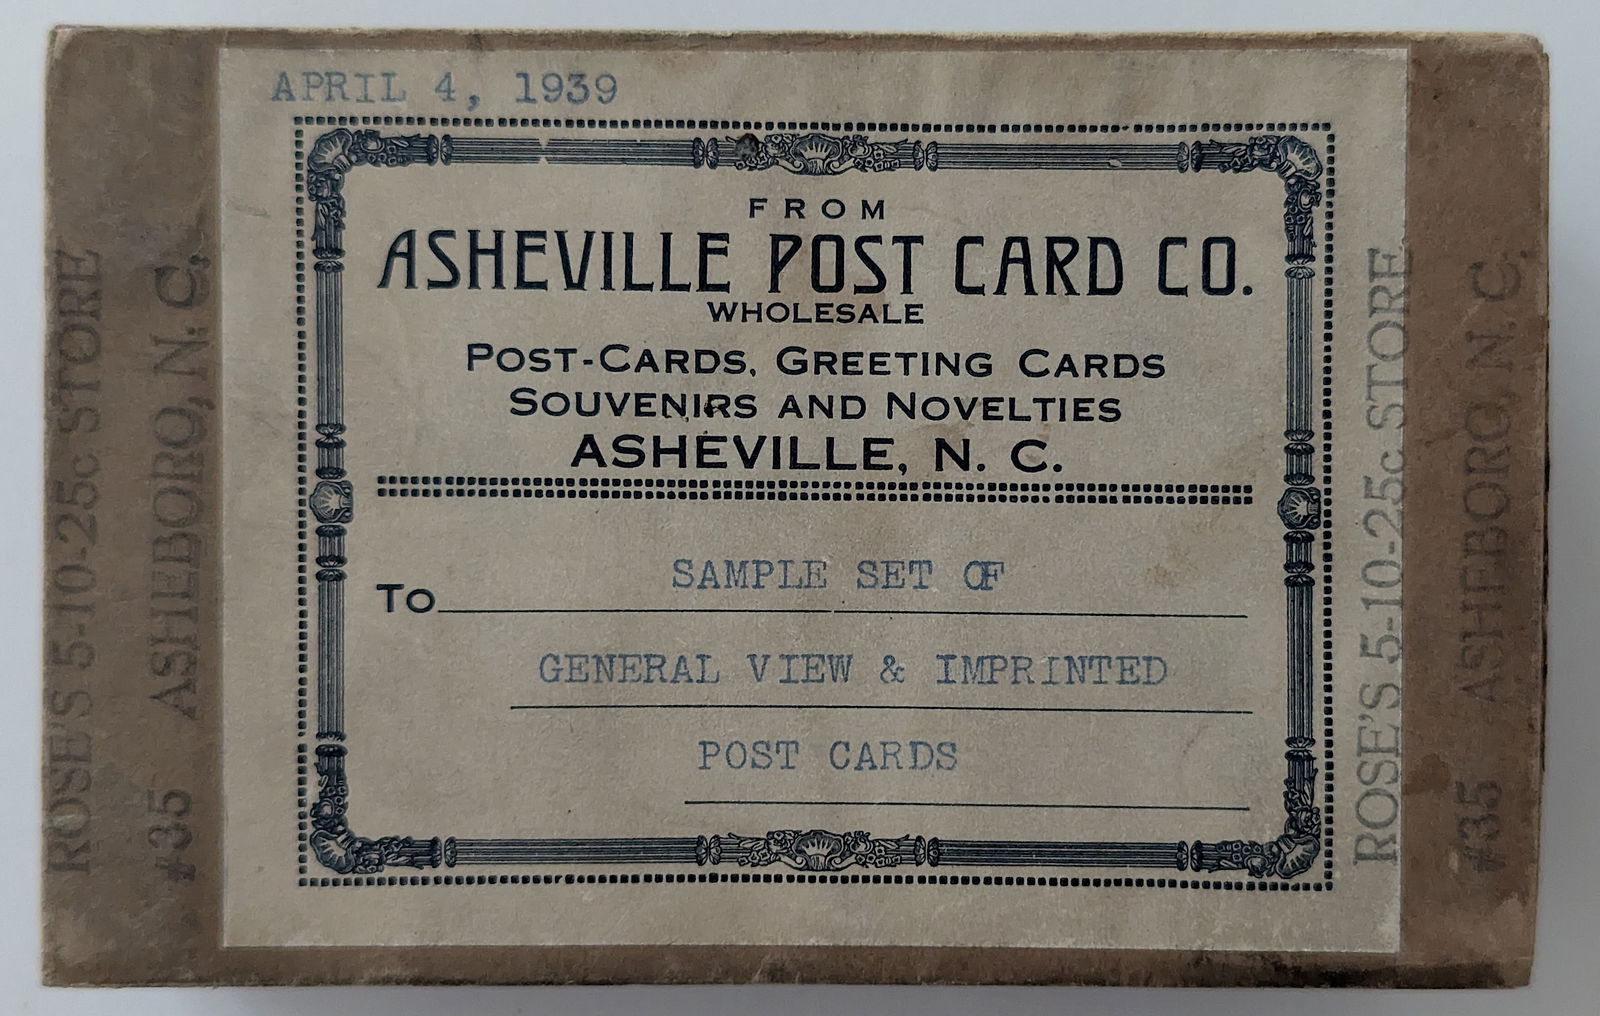 APRIL 4, 1939
FROM
ASHEVILLE POST CARD CO.
WHOLESALE
POST-CARDS, GREETING CARDS
SOUVENIRS AND NOVELTIES
ASHEVILLE, N. C.
TO SAMPLE SET OF
GENERAL VIEW & IMPRINTED
POST CARDS
ROSE'S 5-10-25c STORE
#35 ASHEBORO, N. C.
ROSE'S 5-10-25c STORE
#35 ASHEBORO, N. C.